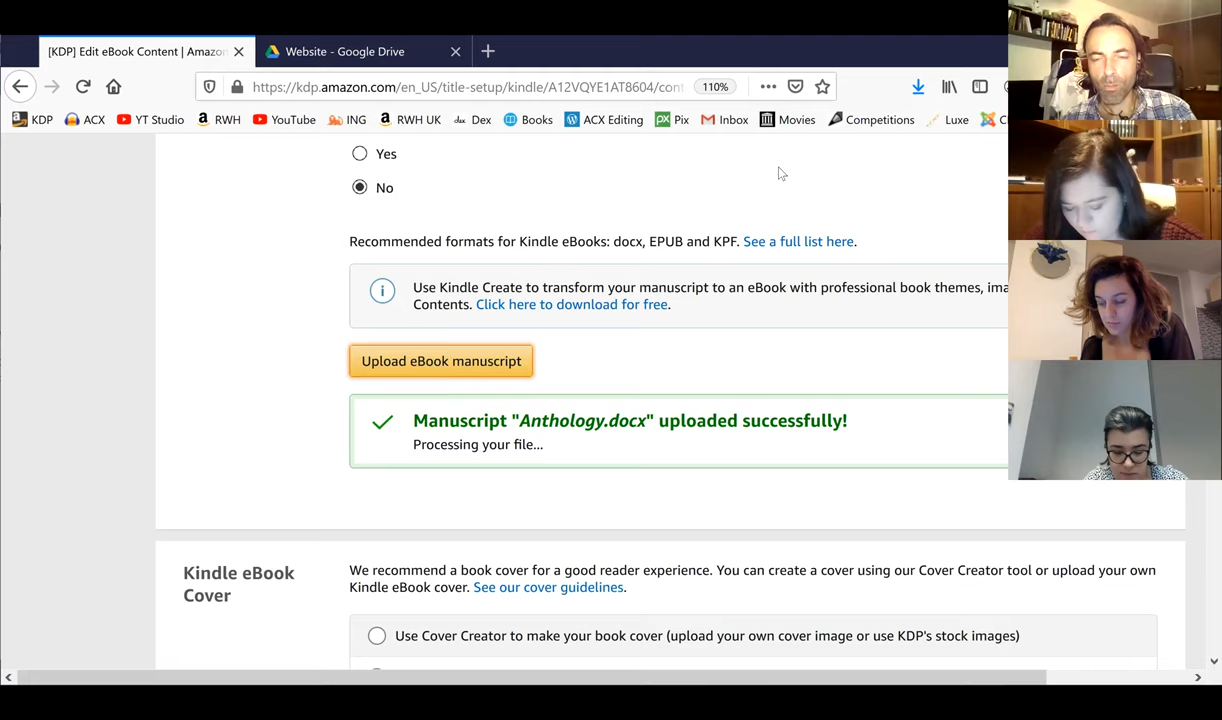 [KDP] Edit eBook Content | Amazon
Website - Google Drive
https://kdp.amazon.com/en_US/title-setup/kindle/A12VQYE1AT8604/cont
110%
KDP ACX YT Studio RWH YouTube ING RWH UK Dex Books ACX Editing Pix Inbox Movies Competitions Luxe
Yes
No
Recommended formats for Kindle eBooks: docx, EPUB and KPF. See a full list here.
Use Kindle Create to transform your manuscript to an eBook with professional book themes, ima
Contents. Click here to download for free.
Upload eBook manuscript
Manuscript "Anthology.docx" uploaded successfully!
Processing your file...
Kindle eBook
Cover
We recommend a book cover for a good reader experience. You can create a cover using our Cover Creator tool or upload your own
Kindle eBook cover. See our cover guidelines.
Use Cover Creator to make your book cover (upload your own cover image or use KDP's stock images)